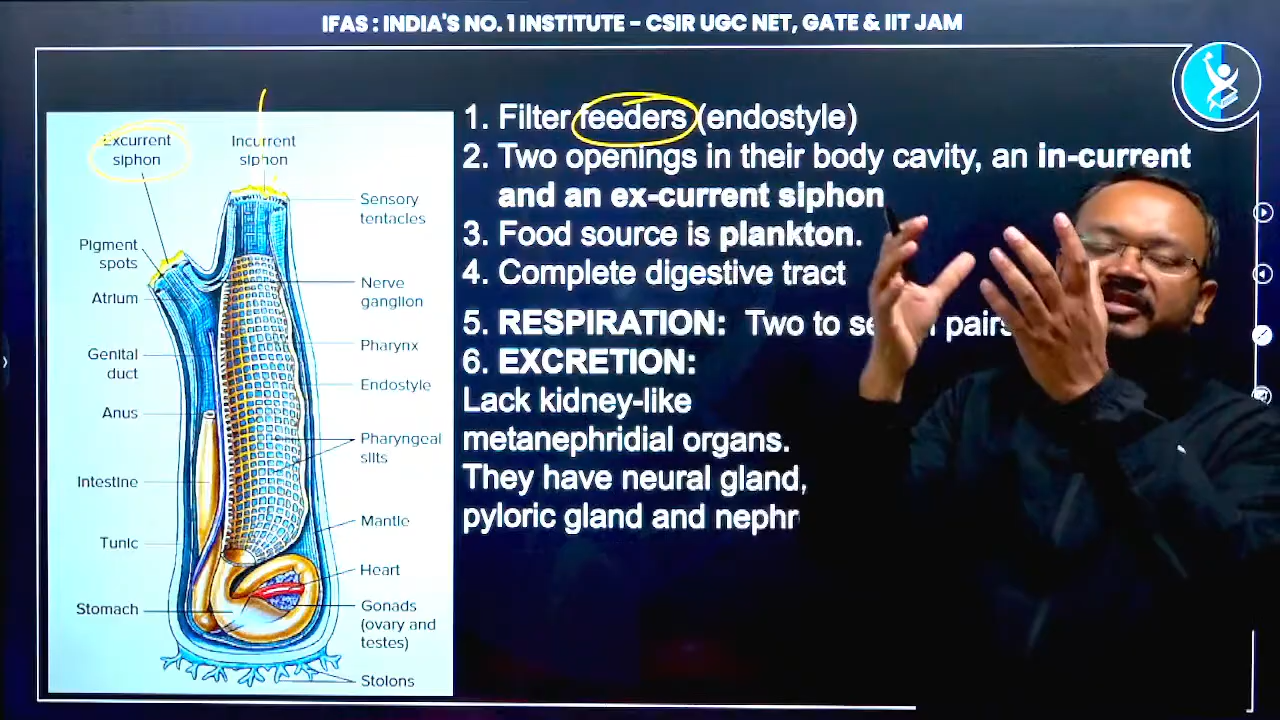 IFAS : INDIA'S NO. 1 INSTITUTE – CSIR UGC NET, GATE & IIT JAM
Excurrent
siphon
Incurrent
siphon
Sensory
tentacles
Pigment
spots
Atrium
Nerve
ganglion
Pharynx
Genital
duct
Endostyle
Anus
Pharyngeal
slits
Intestine
Mantle
Tunic
Heart
Stomach
Gonads
(ovary and
testes)
Stolons
1. Filter feeders (endostyle)
2. Two openings in their body cavity, an in-current
and an ex-current siphon
3. Food source is plankton.
4. Complete digestive tract
5. RESPIRATION: Two to pairs
6. EXCRETION:
Lack kidney-like
metanephridial organs.
They have neural gland,
pyloric gland and